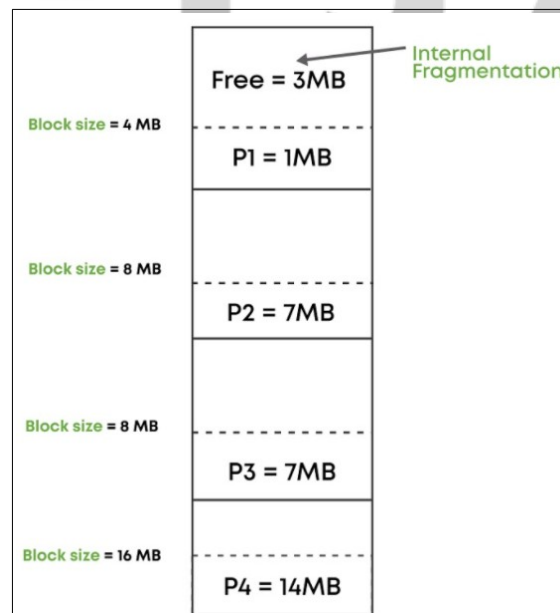 Internal
Fragmentation
Free = 3MB
Block size = 4 MB
P1 = 1MB
Block size = 8 MB
P2 = 7MB
Block size = 8 MB
P3 = 7MB
Block size = 16 MB
P4 = 14MB